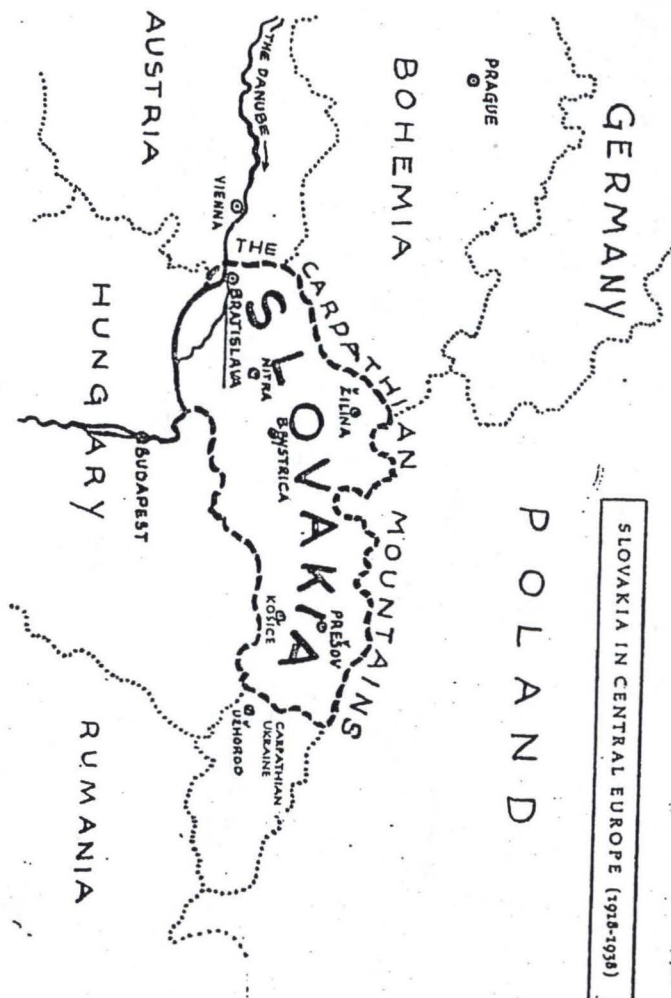 SLOVAKIA IN CENTRAL EUROPE (1918-1938)
GERMANY
POLAND
PRAGUE
BOHEMIA
THE CARPATHIAN MOUNTAINS
ŽILINA
PREŠOV
SLOVAKIA
B.BYSTRICA
NITRA
KOŠICE
CARPATHIAN
UKRAINE
UZHOROD
THE DANUBE
VIENNA
BRATISLAVA
AUSTRIA
BUDAPEST
HUNGARY
RUMANIA